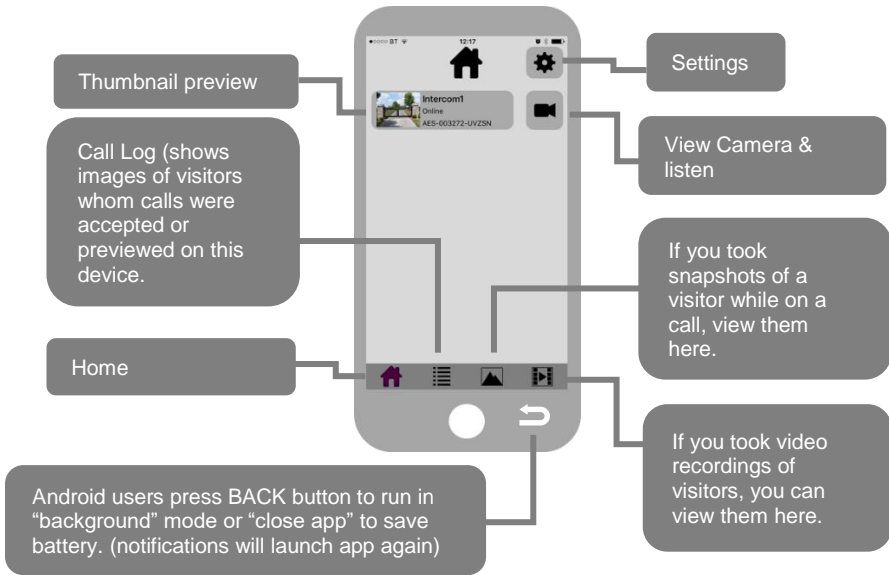 BT
12:17
Settings
Thumbnail preview
Intercom1
Online
AES-003272-UVZSN
View Camera &
listen
Call Log (shows
images of visitors
whom calls were
accepted or
previewed on this
device.
If you took
snapshots of a
visitor while on a
call, view them
here.
Home
If you took video
recordings of
visitors, you can
view them here.
Android users press BACK button to run in
“background” mode or “close app” to save
battery. (notifications will launch app again)